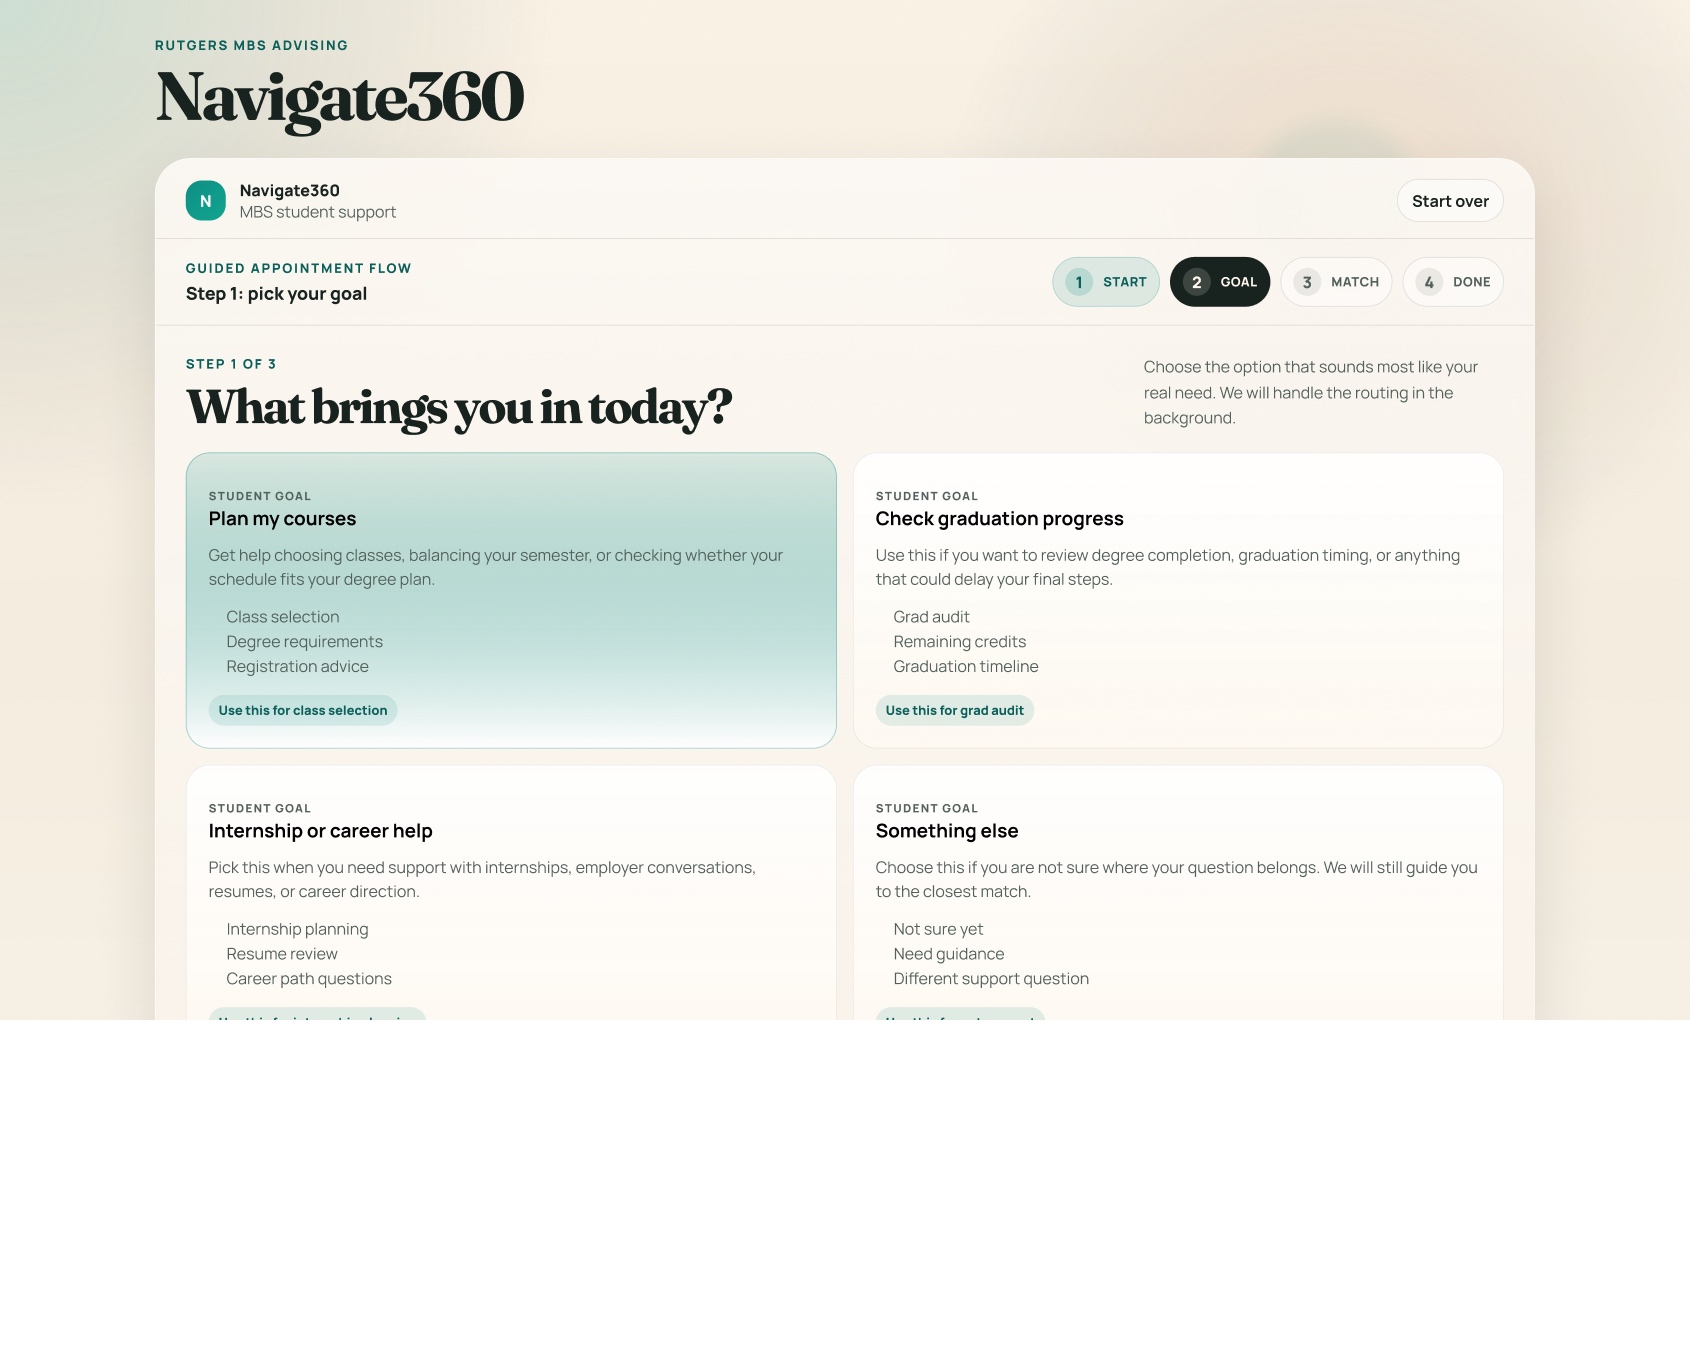 RUTGERS MBS ADVISING
Navigate360
N
Navigate360
MBS student support
Start over
GUIDED APPOINTMENT FLOW
Step 1: pick your goal
1 START
2 GOAL
3 MATCH
4 DONE
STEP 1 OF 3
What brings you in today?
Choose the option that sounds most like your
real need. We will handle the routing in the
background.
STUDENT GOAL
Plan my courses
Get help choosing classes, balancing your semester, or checking whether your
schedule fits your degree plan.
Class selection
Degree requirements
Registration advice
Use this for class selection
STUDENT GOAL
Check graduation progress
Use this if you want to review degree completion, graduation timing, or anything
that could delay your final steps.
Grad audit
Remaining credits
Graduation timeline
Use this for grad audit
STUDENT GOAL
Internship or career help
Pick this when you need support with internships, employer conversations,
resumes, or career direction.
Internship planning
Resume review
Career path questions
STUDENT GOAL
Something else
Choose this if you are not sure where your question belongs. We will still guide you
to the closest match.
Not sure yet
Need guidance
Different support question